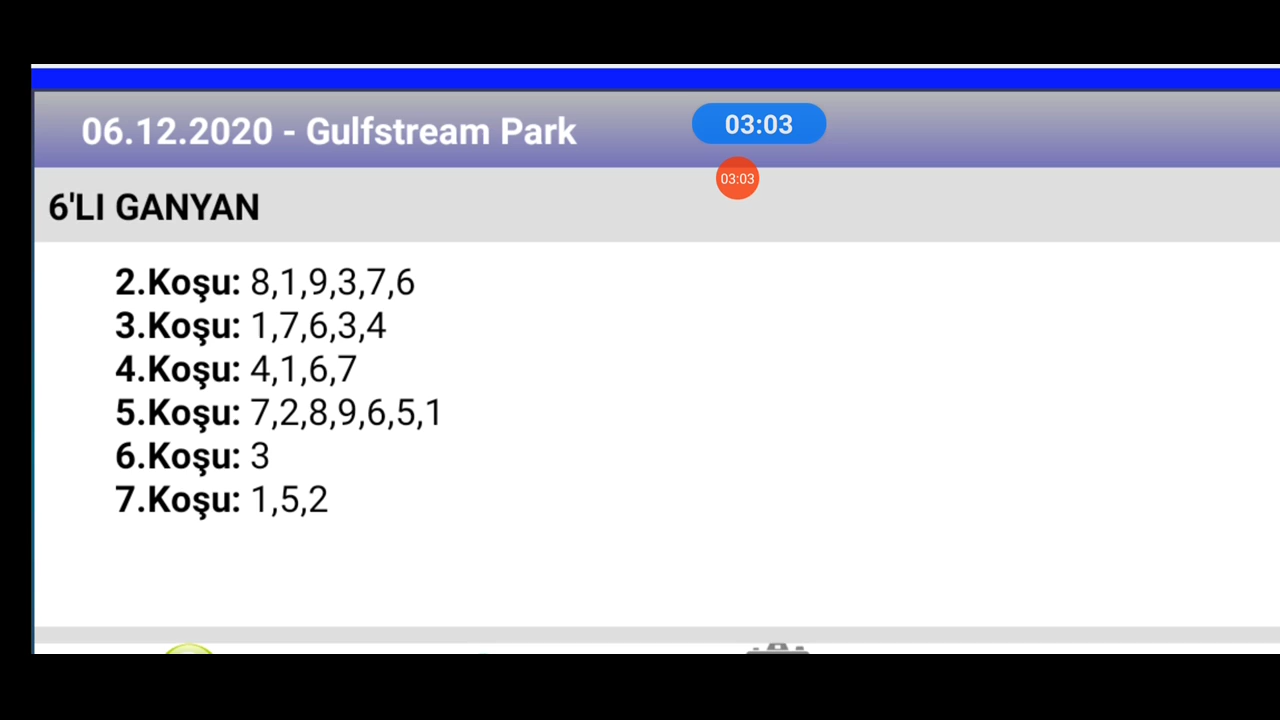 06.12.2020 - Gulfstream Park
03:03
03:03
6'LI GANYAN
2.Koşu: 8,1,9,3,7,6
3.Koşu: 1,7,6,3,4
4.Koşu: 4,1,6,7
5.Koşu: 7,2,8,9,6,5,1
6.Koşu: 3
7.Koşu: 1,5,2